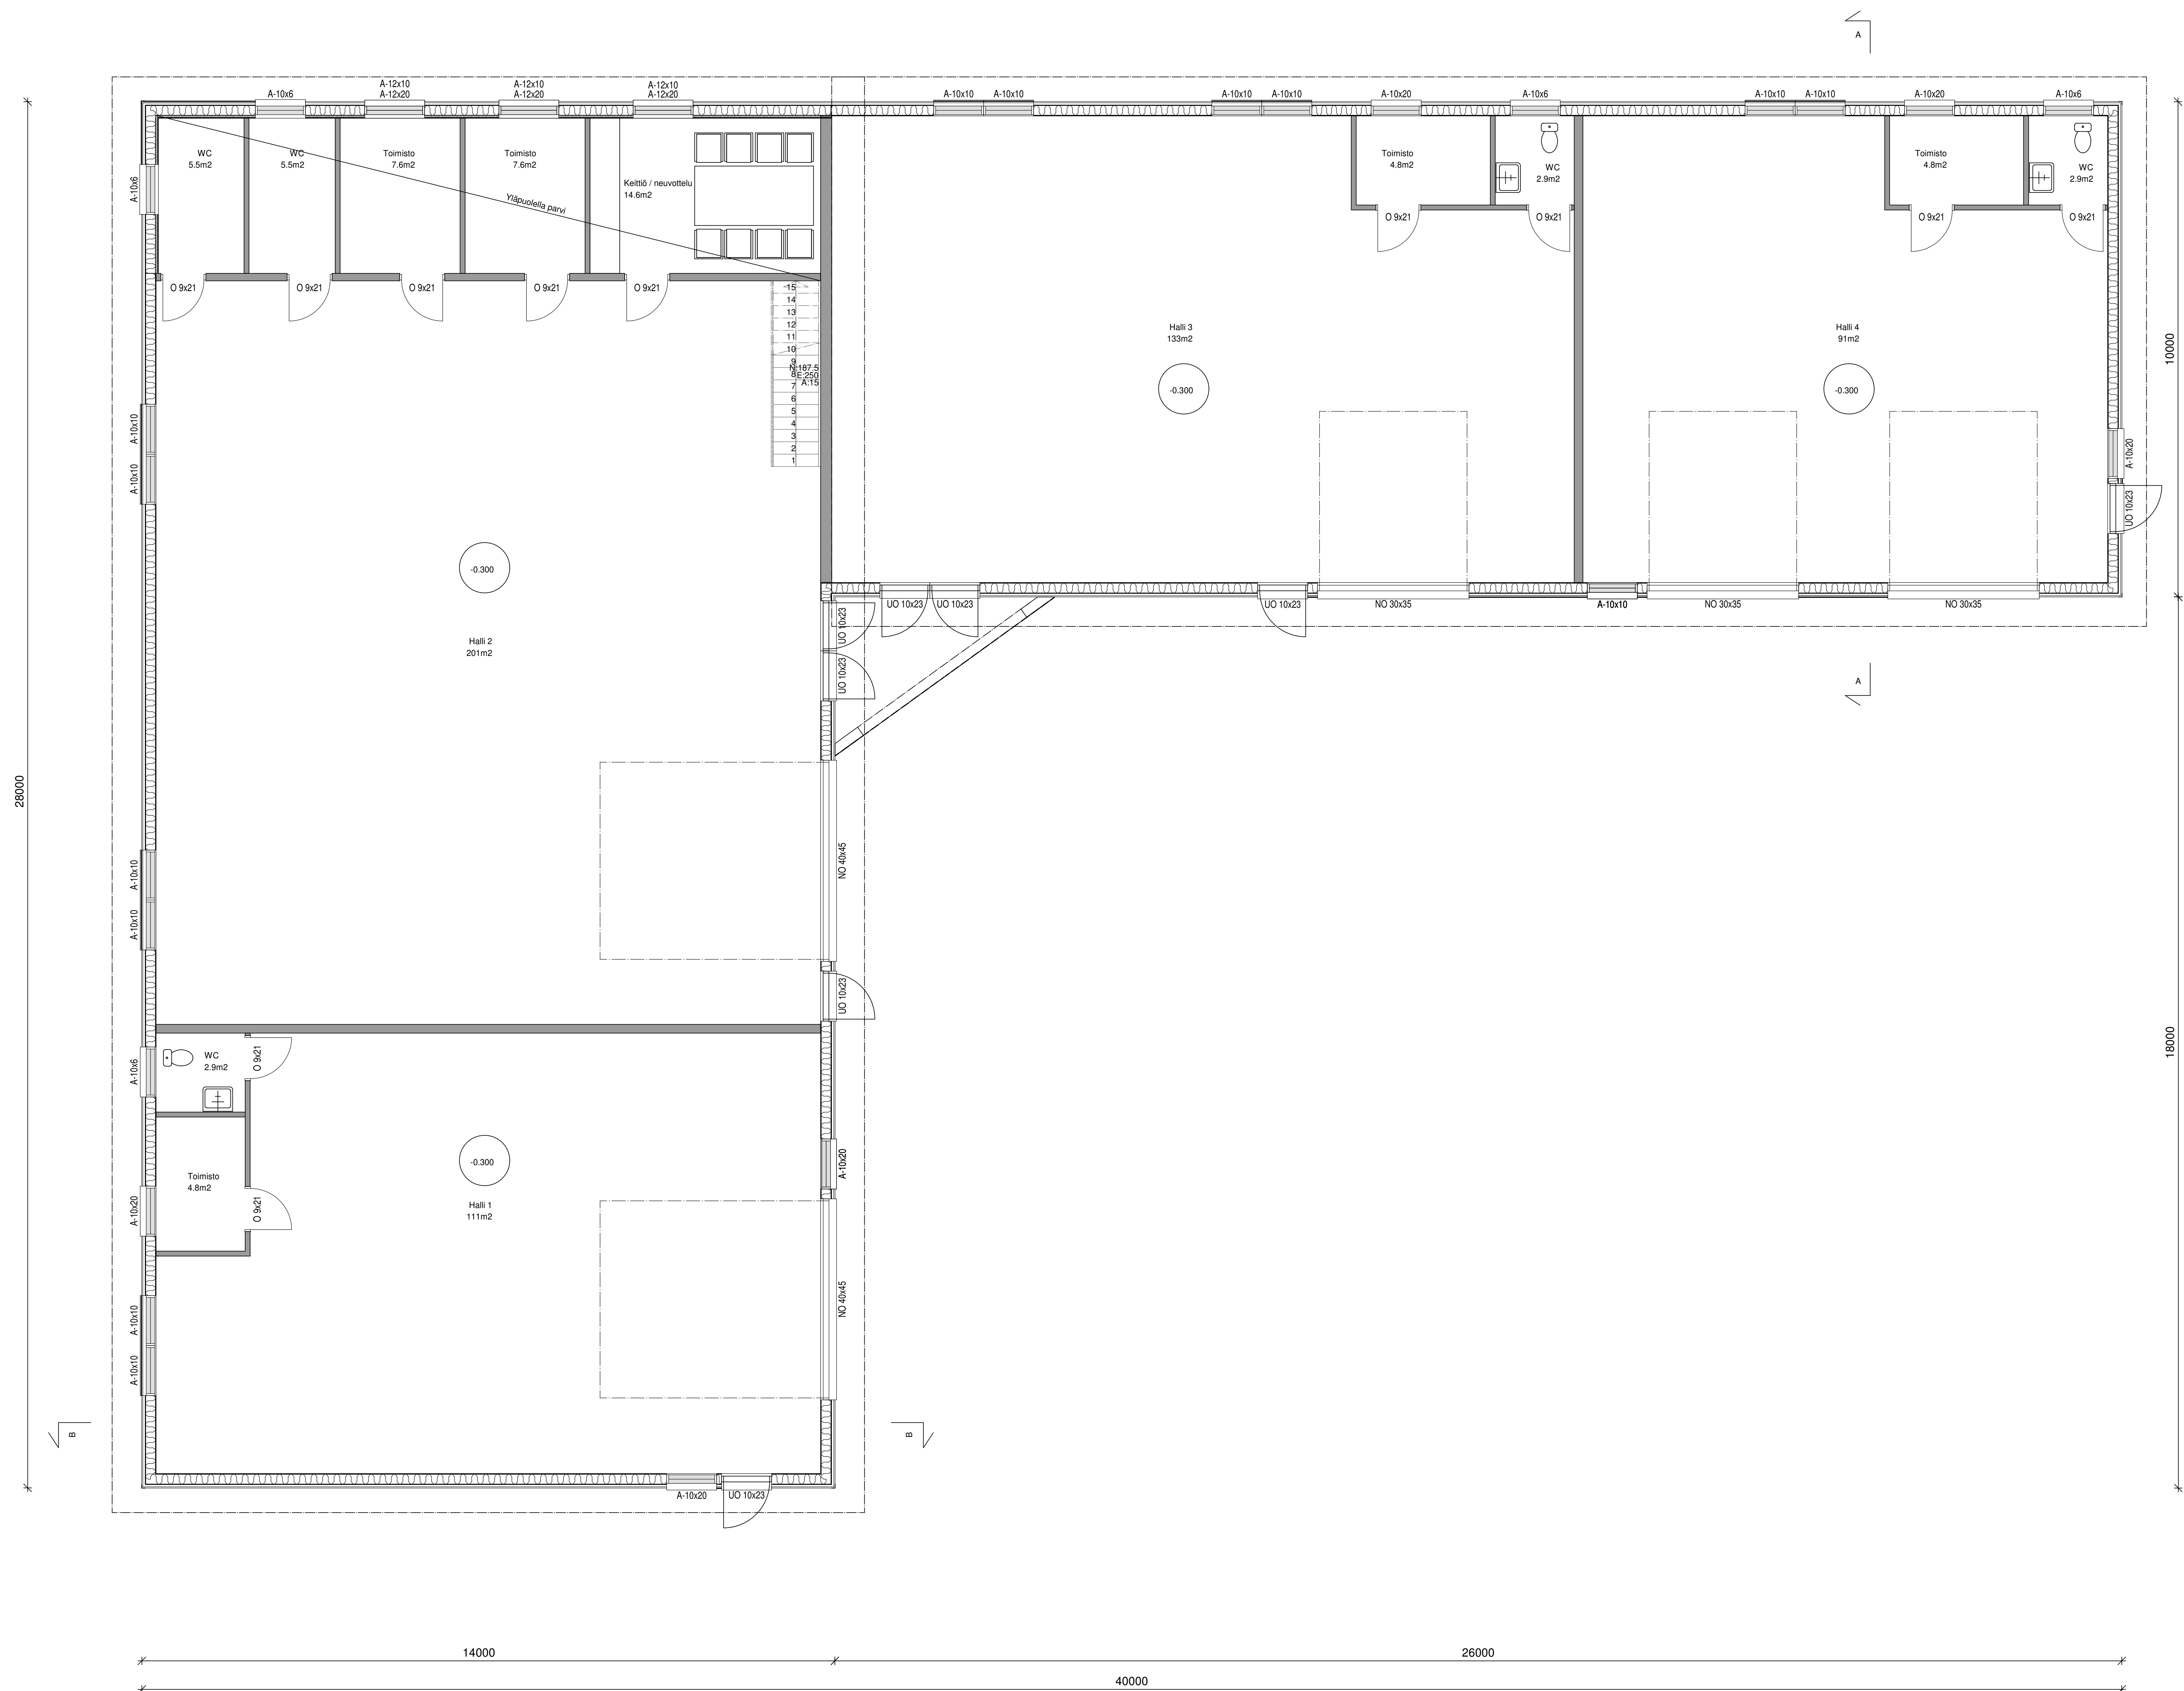 A
A-10x6
A-12x10
A-12x20
A-12x10
A-12x20
A-12x10
A-12x20
A-10x10
A-10x10
A-10x10
A-10x10
A-10x20
A-10x6
A-10x10
A-10x10
A-10x20
A-10x6
WC
5.5m2
WC
5.5m2
Toimisto
7.6m2
Toimisto
7.6m2
Keittiö / neuvottelu
14.6m2
Yläpuolella parvi
Toimisto
4.8m2
WC
2.9m2
Toimisto
4.8m2
WC
2.9m2
A-10x6
O 9x21
O 9x21
O 9x21
O 9x21
O 9x21
O 9x21
O 9x21
O 9x21
O 9x21
15
14
13
12
11
10
9
8
7
6
5
4
3
2
1
N:187.5
E:250
A:15
Halli 3
133m2
-0.300
Halli 4
91m2
-0.300
10000
A-10x10
A-10x10
A-10x20
UO 10x23
-0.300
Halli 2
201m2
UO 10x23
UO 10x23
UO 10x23
UO 10x23
UO 10x23
NO 30x35
A-10x10
NO 30x35
NO 30x35
A
28000
A-10x10
A-10x10
NO 40x45
UO 10x23
18000
A-10x6
WC
2.9m2
O 9x21
Toimisto
4.8m2
O 9x21
A-10x20
-0.300
Halli 1
111m2
A-10x20
NO 40x45
A-10x10
A-10x10
B
B
A-10x20
UO 10x23
14000
26000
40000